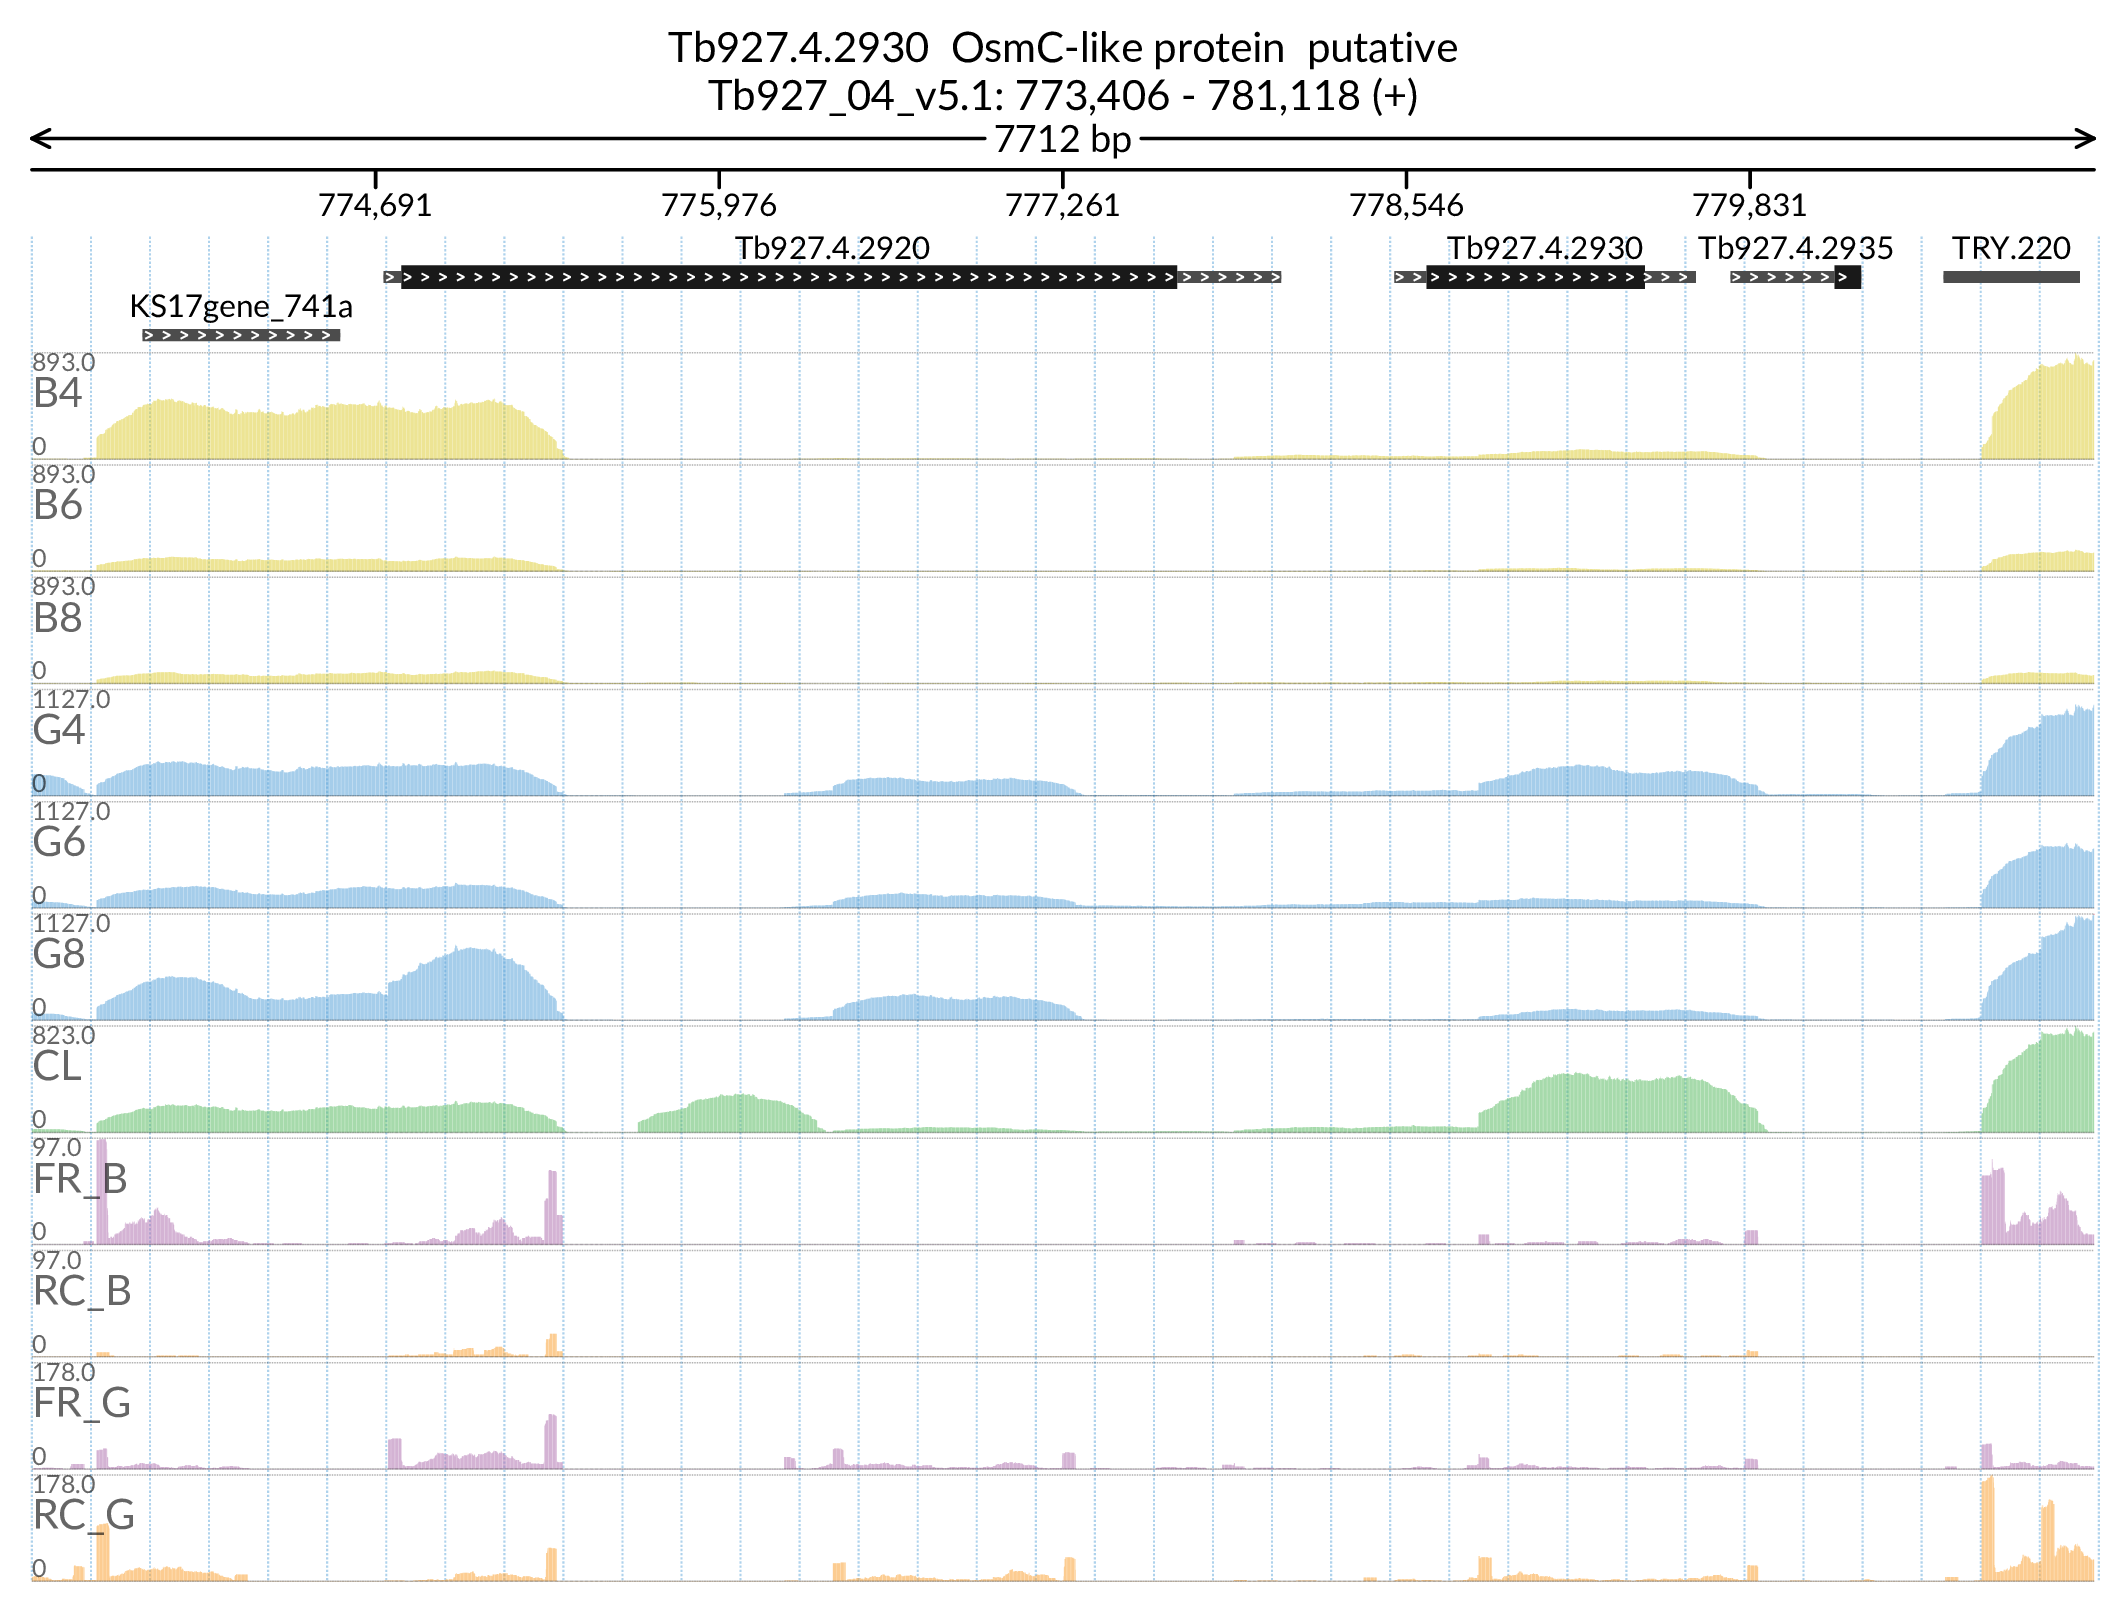 Tb927.4.2930 OsmC-like protein putative
Tb927_04_v5.1: 773,406 - 781,118 (+)
7712 bp
774,691 775,976 777,261 778,546 779,831
Tb927.4.2920 Tb927.4.2930 Tb927.4.2935 TRY.220
KS17gene_741a
893.0
B4
0
893.0
B6
0
893.0
B8
0
1127.0
G4
0
1127.0
G6
0
1127.0
G8
0
823.0
CL
0
97.0
FR_B
0
97.0
RC_B
0
178.0
FR_G
0
178.0
RC_G
0